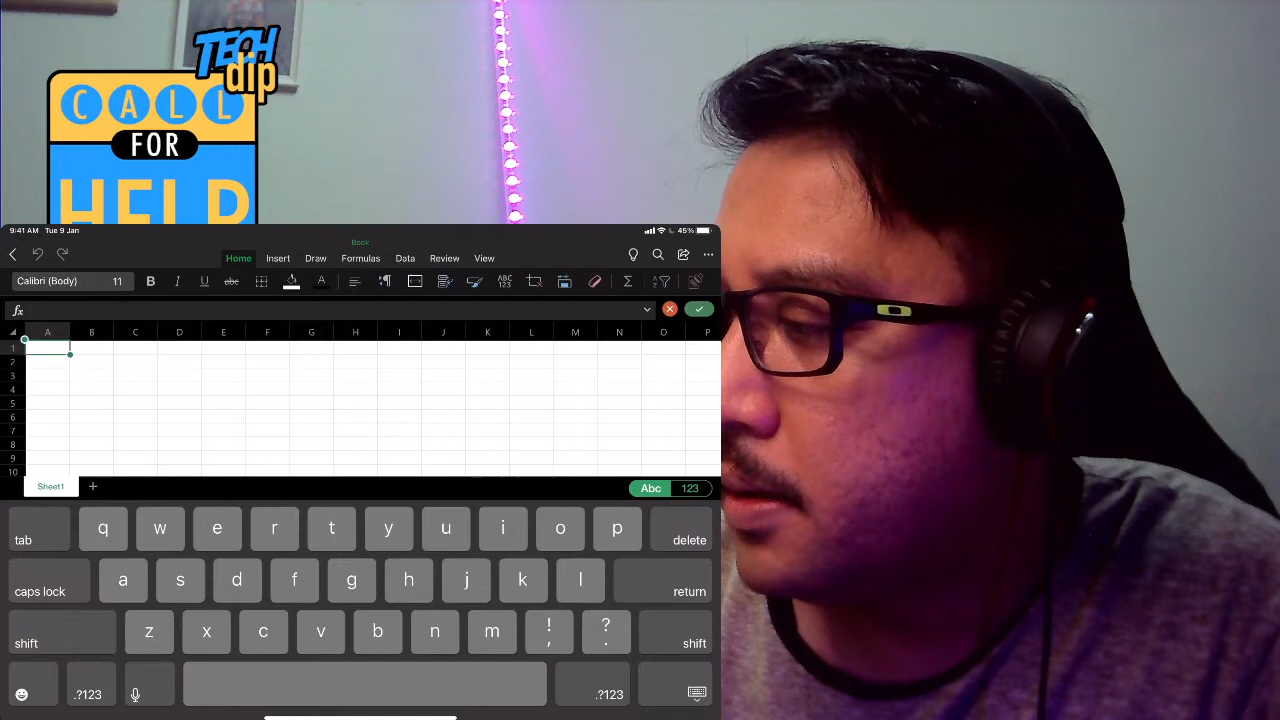 TECH
dip
CALL
FOR
HELP
9:41 AM Tue 9 Jan
45%
Book
Home Insert Draw Formulas Data Review View
Calibri (Body) 11 B I U abc A ABC 123 Σ A Z
fx
A B C D E F G H I J K L M N O P
1
2
3
4
5
6
7
8
9
10
Sheet1 + Abc 123
tab q w e r t y u i o p delete
caps lock a s d f g h j k l return
shift z x c v b n m ! , ? . shift
.?123 .?123